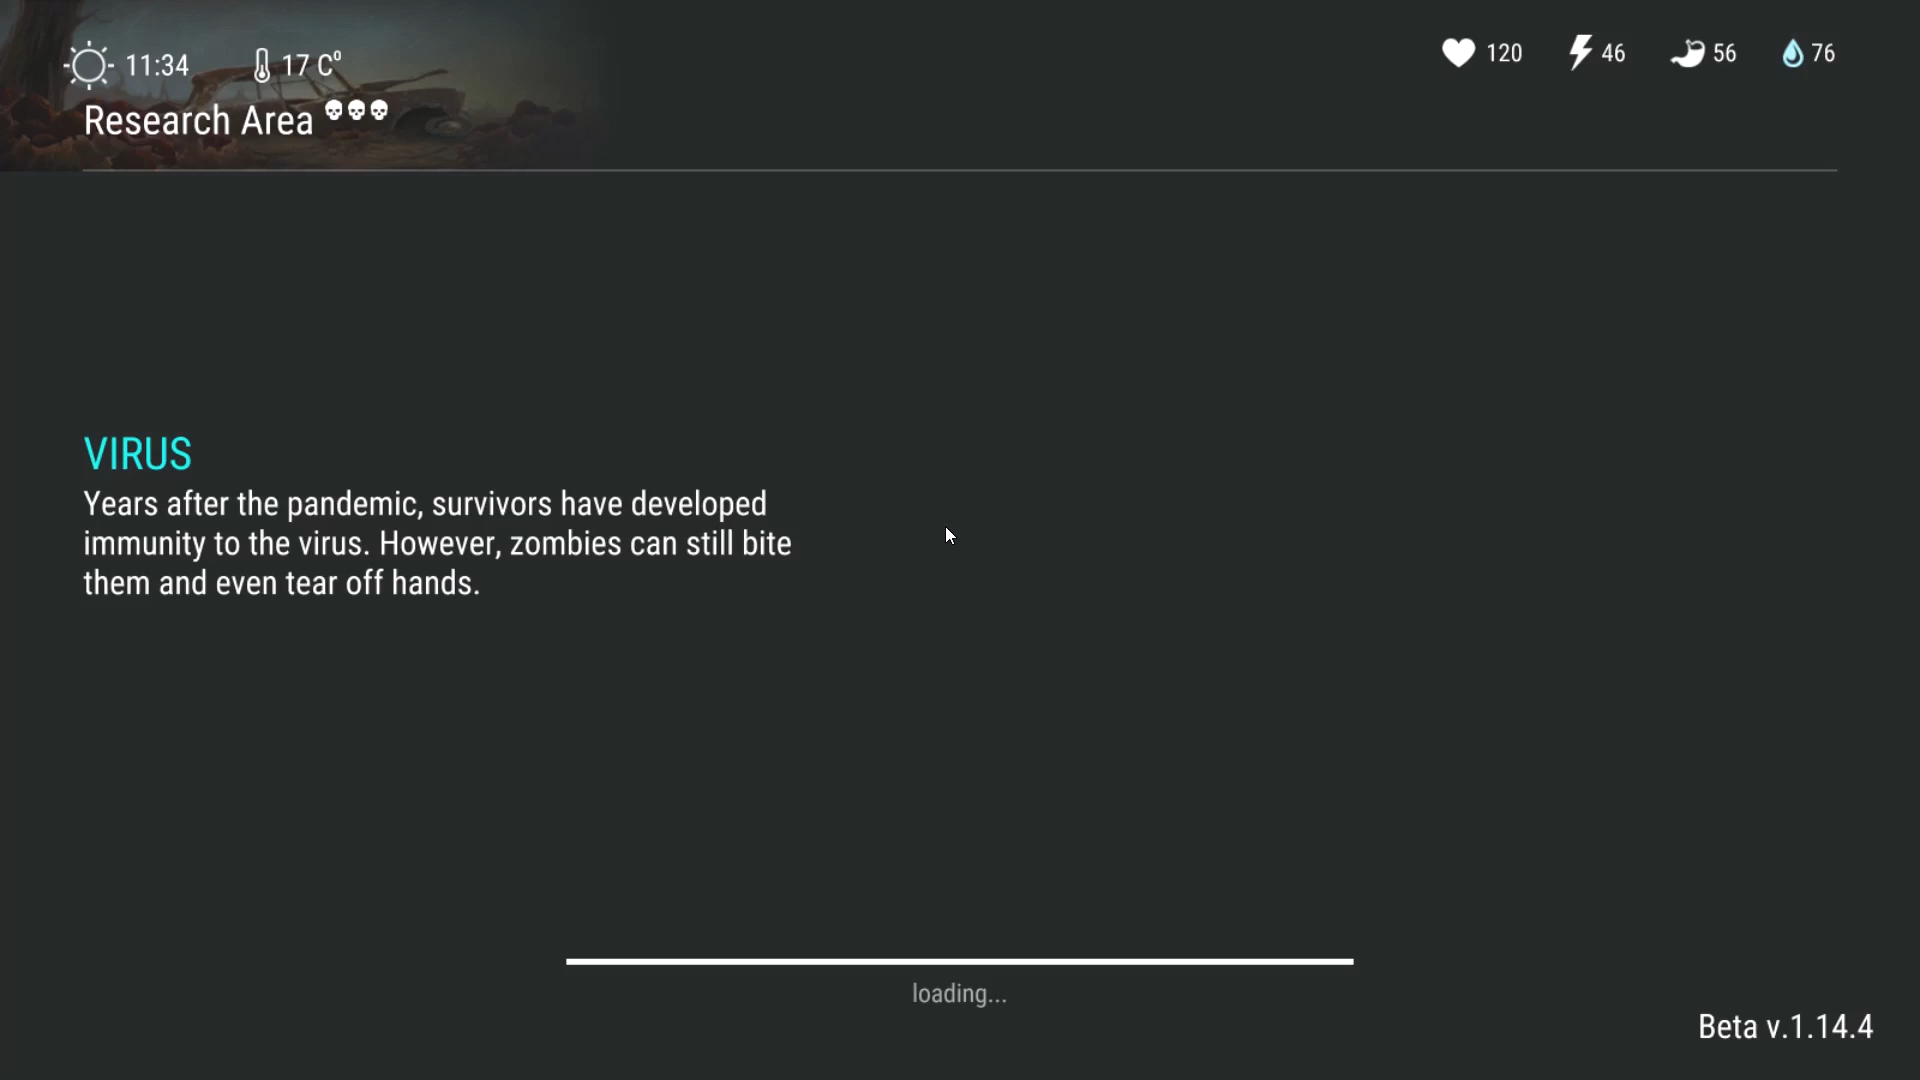 11:34 17 C⁰
120 46 56 76
Research Area
VIRUS
Years after the pandemic, survivors have developed
immunity to the virus. However, zombies can still bite
them and even tear off hands.
loading...
Beta v.1.14.4